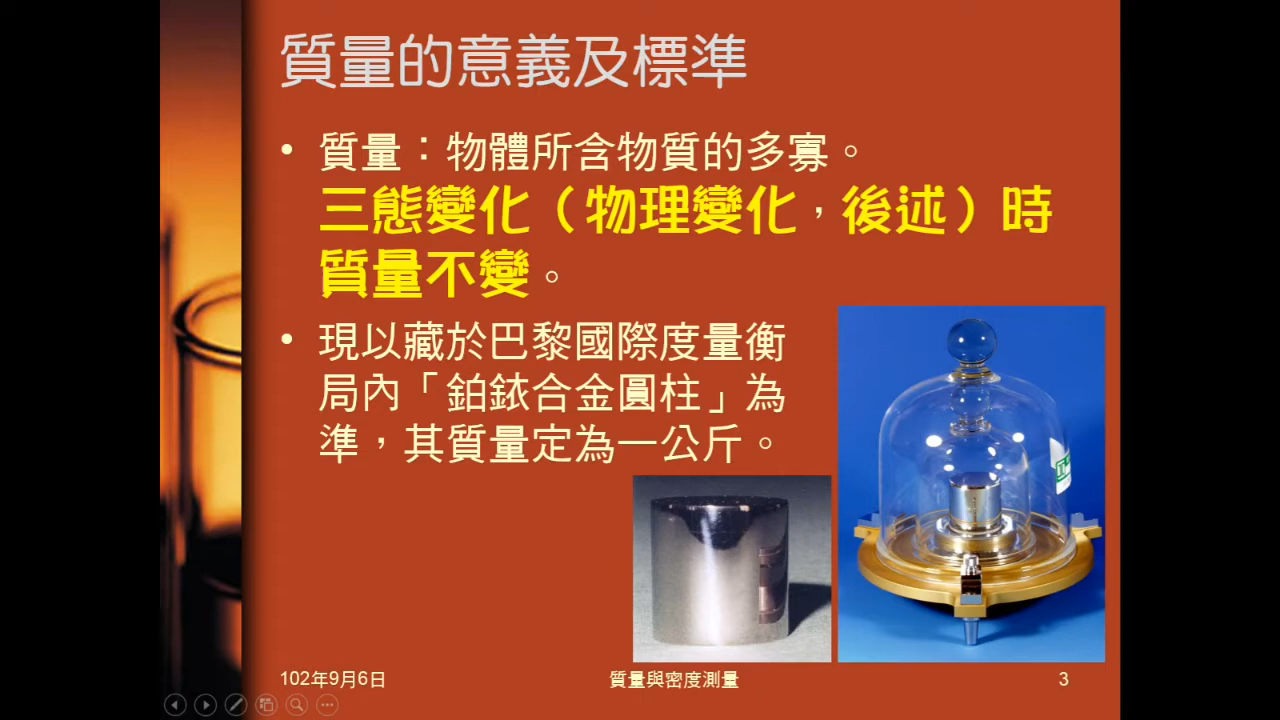 質量的意義及標準
• 質量：物體所含物質的多寡。
三態變化（物理變化，後述）時
質量不變。
• 現以藏於巴黎國際度量衡
局內「鉑銥合金圓柱」為
準，其質量定為一公斤。
102年9月6日
質量與密度測量
3